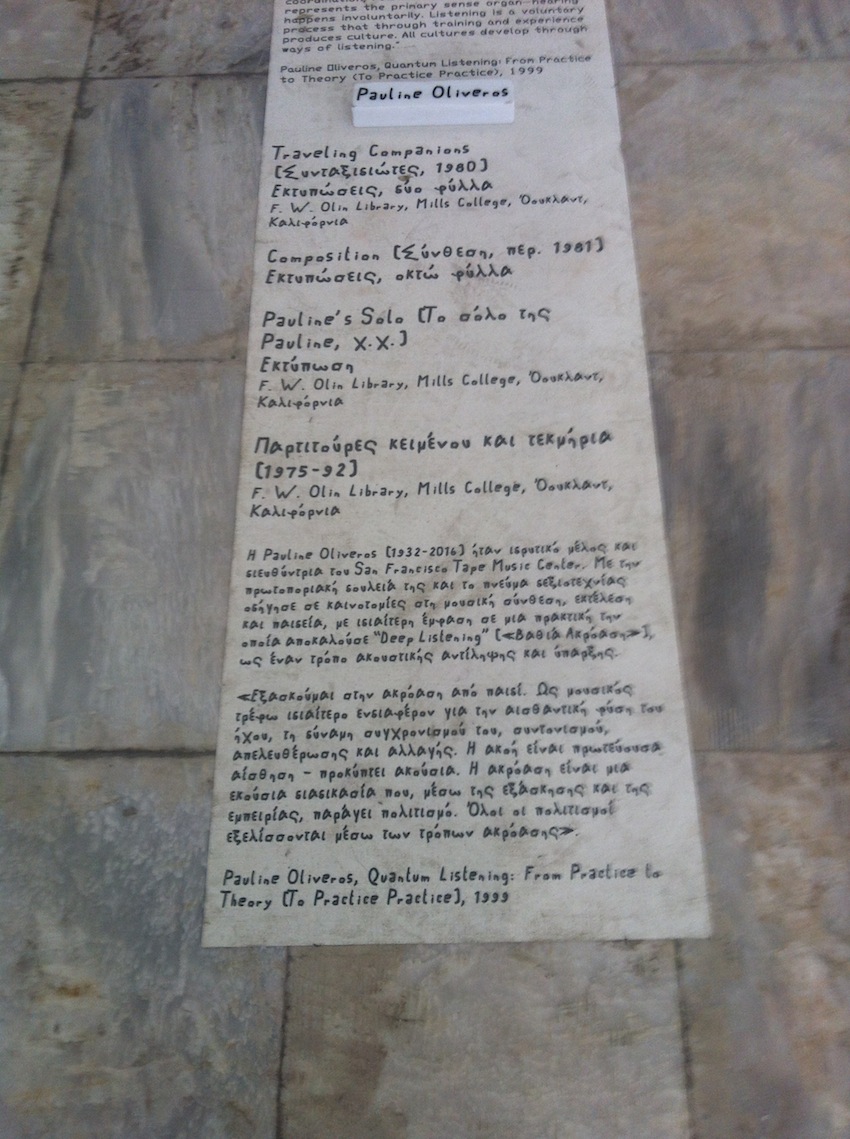 represents the primary sense organ—hearing
happens involuntarily. Listening is a voluntary
process that through training and experience
produces culture. All cultures develop through
ways of listening."
Pauline Oliveros, Quantum Listening: From Practice
to Theory (To Practice Practice), 1999
Pauline Oliveros
Traveling Companions
(Συνταξιδιώτες, 1980)
Εκτυπώσεις, δύο φύλλα
F. W. Olin Library, Mills College, Όουκλαντ,
Καλιφόρνια
Composition (Σύνθεση, περ. 1981)
Εκτυπώσεις, οκτώ φύλλα
Pauline's Solo (Το σόλο της
Pauline, χ.χ.)
Εκτύπωση
F. W. Olin Library, Mills College, Όουκλαντ,
Καλιφόρνια
Παρτιτούρες κειμένου και τεκμήρια
(1975-92)
F. W. Olin Library, Mills College, Όουκλαντ,
Καλιφόρνια
Η Pauline Oliveros (1932-2016) ήταν ιδρυτικό μέλος και
διευθύντρια του San Francisco Tape Music Center. Με την
πρωτοποριακή δουλειά της και το πνεύμα δεξιοτεχνίας
οδήγησε σε καινοτομίες στη μουσική σύνθεση, εκτέλεση
και παιδεία, με ιδιαίτερη έμφαση σε μια πρακτική την
οποία αποκαλούσε "Deep Listening" («Βαθιά Ακρόαση»),
ως έναν τρόπο ακουστικής αντίληψης και ύπαρξης.
«Εξασκούμαι στην ακρόαση από παιδί. Ως μουσικός
τρέφω ιδιαίτερο ενδιαφέρον για την αισθαντική φύση του
ήχου, τη δύναμη συγχρονισμού του, συντονισμού,
απελευθέρωσης και αλλαγής. Η ακοή είναι πρωτεύουσα
αίσθηση – προκύπτει ακούσια. Η ακρόαση είναι μια
εκούσια διαδικασία που, μέσω της εξάσκησης και της
εμπειρίας, παράγει πολιτισμό. Όλοι οι πολιτισμοί
εξελίσσονται μέσω των τρόπων ακρόασης».
Pauline Oliveros, Quantum Listening: From Practice to
Theory (To Practice Practice), 1999